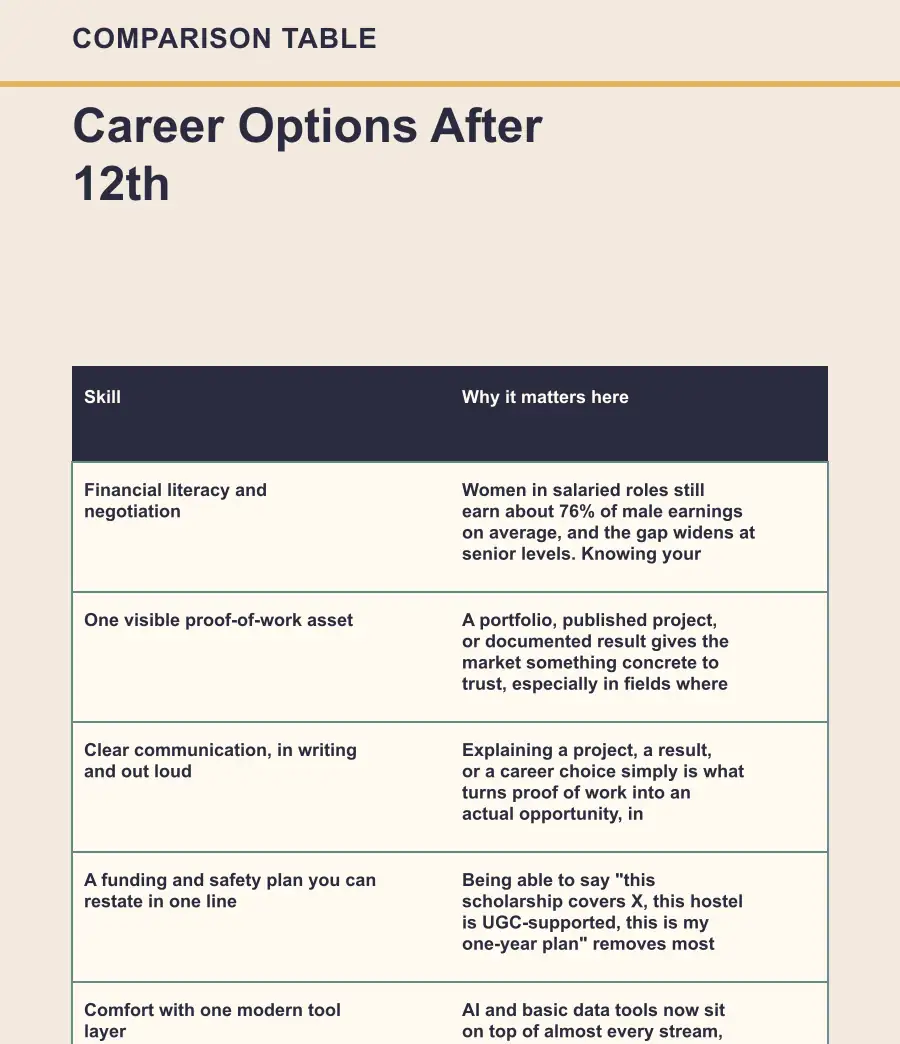 COMPARISON TABLE
Career Options After
12th
Skill
Why it matters here
Financial literacy and
negotiation
Women in salaried roles still
earn about 76% of male earnings
on average, and the gap widens at
senior levels. Knowing your
One visible proof-of-work asset
A portfolio, published project,
or documented result gives the
market something concrete to
trust, especially in fields where
Clear communication, in writing
and out loud
Explaining a project, a result,
or a career choice simply is what
turns proof of work into an
actual opportunity, in
A funding and safety plan you can
restate in one line
Being able to say "this
scholarship covers X, this hostel
is UGC-supported, this is my
one-year plan" removes most
Comfort with one modern tool
layer
AI and basic data tools now sit
on top of almost every stream,